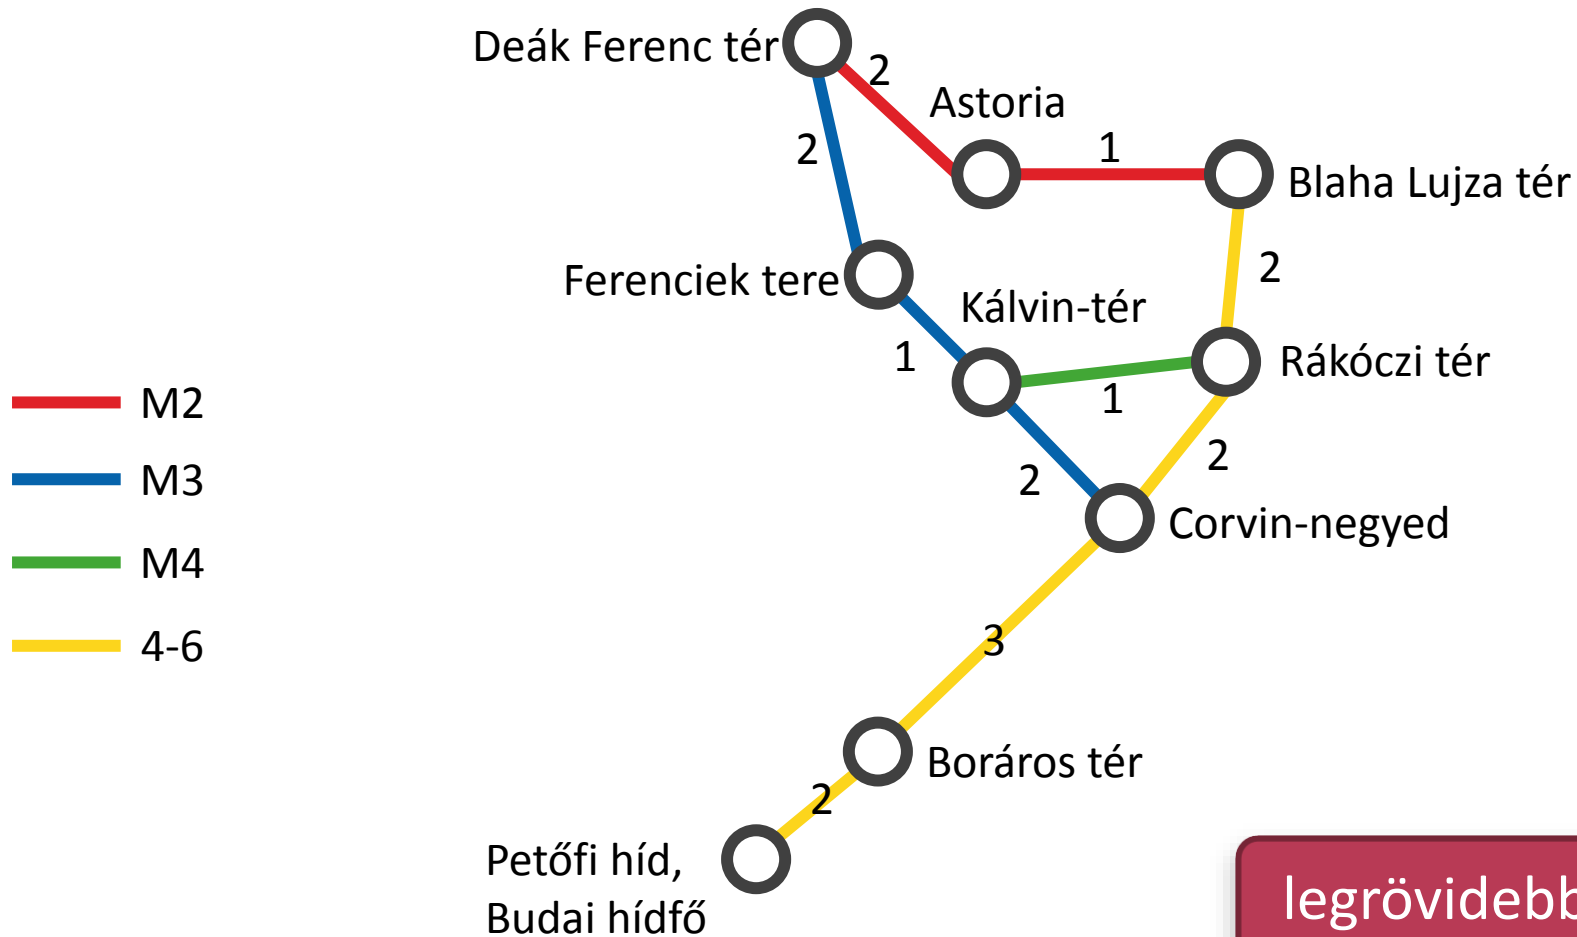 Deák Ferenc tér
2
Astoria
2
1
Blaha Lujza tér
Ferenciek tere
2
Kálvin-tér
1
Rákóczi tér
1
M2
M3
2
2
Corvin-negyed
M4
4-6
3
Boráros tér
2
Petőfi híd,
Budai hídfő
legrövidebb